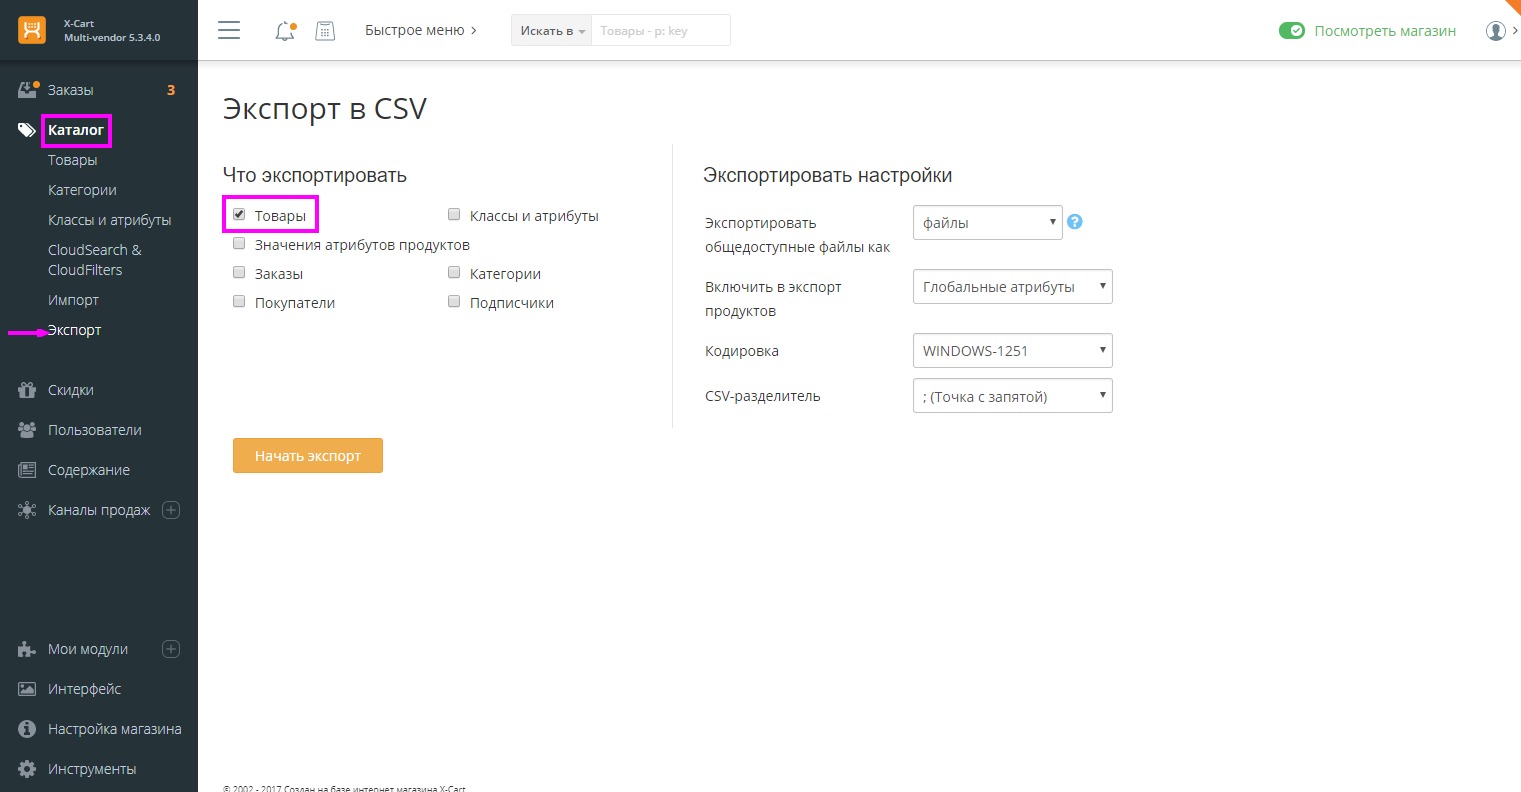 X-Cart
Multi-vendor 5.3.4.0
Быстрое меню
Искать в
Товары - p: key
Посмотреть магазин
Заказы 3
Каталог
Товары
Категории
Классы и атрибуты
CloudSearch &
CloudFilters
Импорт
Экспорт
Скидки
Пользователи
Содержание
Каналы продаж
Мои модули
Интерфейс
Настройка магазина
Инструменты
Экспорт в CSV
Что экспортировать
Товары
Классы и атрибуты
Значения атрибутов продуктов
Заказы
Категории
Покупатели
Подписчики
Начать экспорт
Экспортировать настройки
Экспортировать
общедоступные файлы как
файлы
?
Включить в экспорт
продуктов
Глобальные атрибуты
Кодировка
WINDOWS-1251
CSV-разделитель
; (Точка с запятой)
© 2002 - 2017 Создан на базе интернет магазина X-Cart